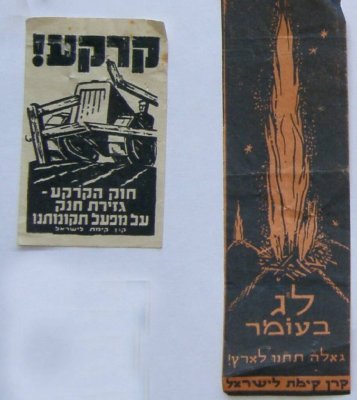 קרקע!
חוק הקרקע -
גזירת חנק
על מפעל תקומתנו
קרן קימת לישראל
לג
בעומר
גאלה תתנו לארץ!
קרן קימת לישראל